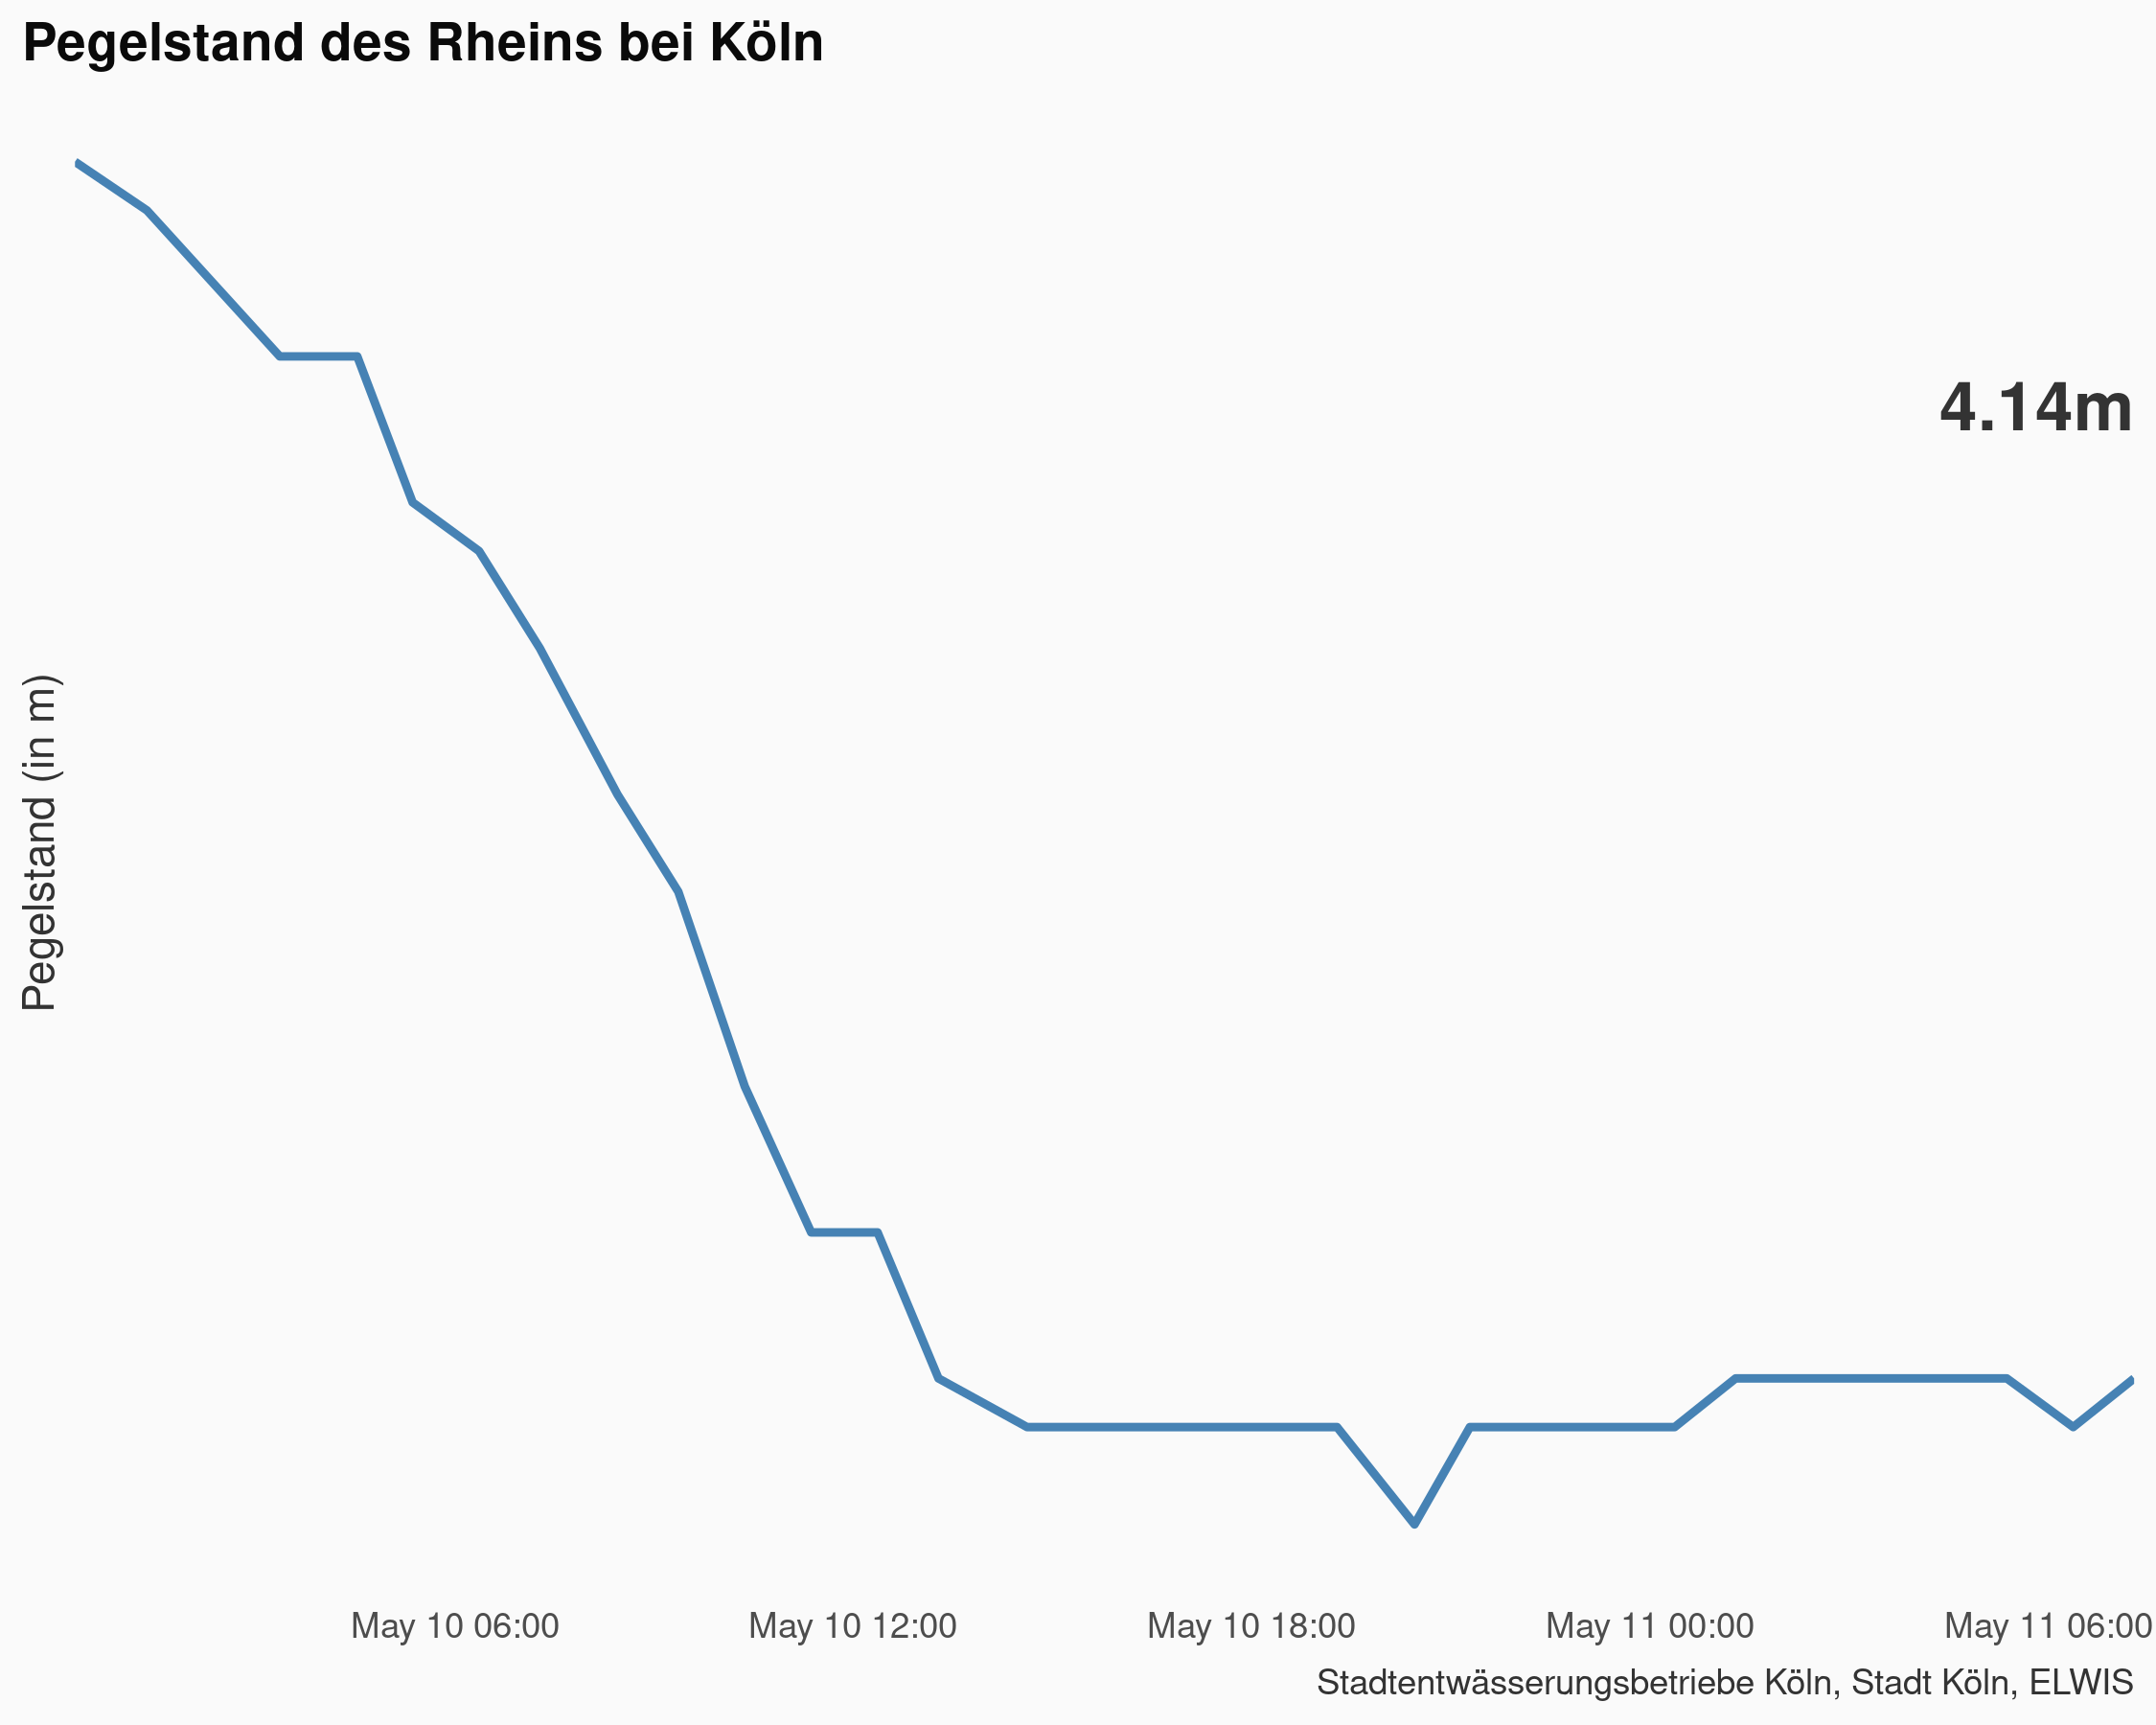 Pegelstand des Rheins bei Köln
4.14m
Pegelstand (in m)
May 10 06:00 May 10 12:00 May 10 18:00 May 11 00:00 May 11 06:00
Stadtentwässerungsbetriebe Köln, Stadt Köln, ELWIS